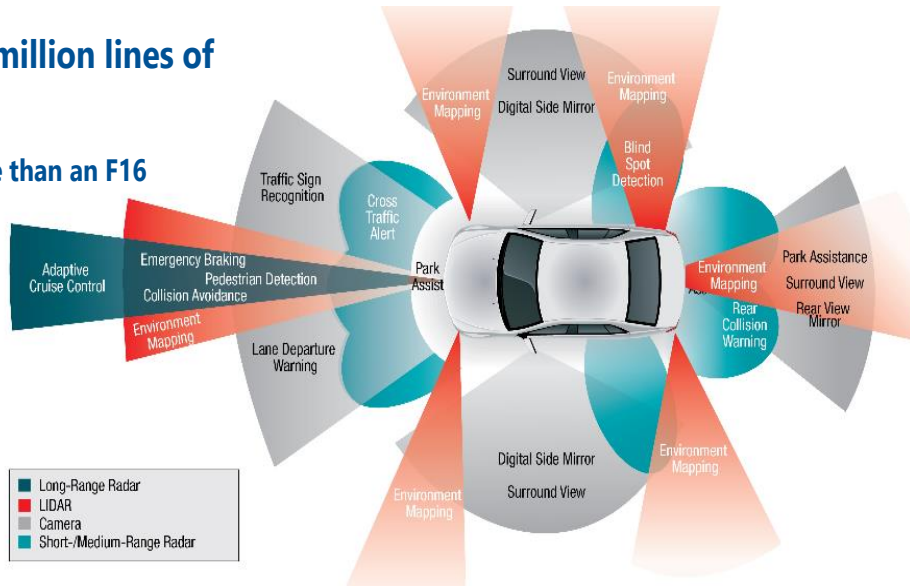 million lines of
than an F16
Environment
Mapping
Surround View
Digital Side Mirror
Environment
Mapping
Blind
Spot
Detection
Traffic Sign
Recognition
Cross
Traffic
Alert
Adaptive
Cruise Control
Emergency Braking
Pedestrian Detection
Collision Avoidance
Environment
Mapping
Lane Departure
Warning
Park
Assist
Environment
Mapping
Rear
Collision
Warning
Park Assistance
Surround View
Rear View
Mirror
Environment
Mapping
Digital Side Mirror
Surround View
Environment
Mapping
Long-Range Radar
LIDAR
Camera
Short-/Medium-Range Radar